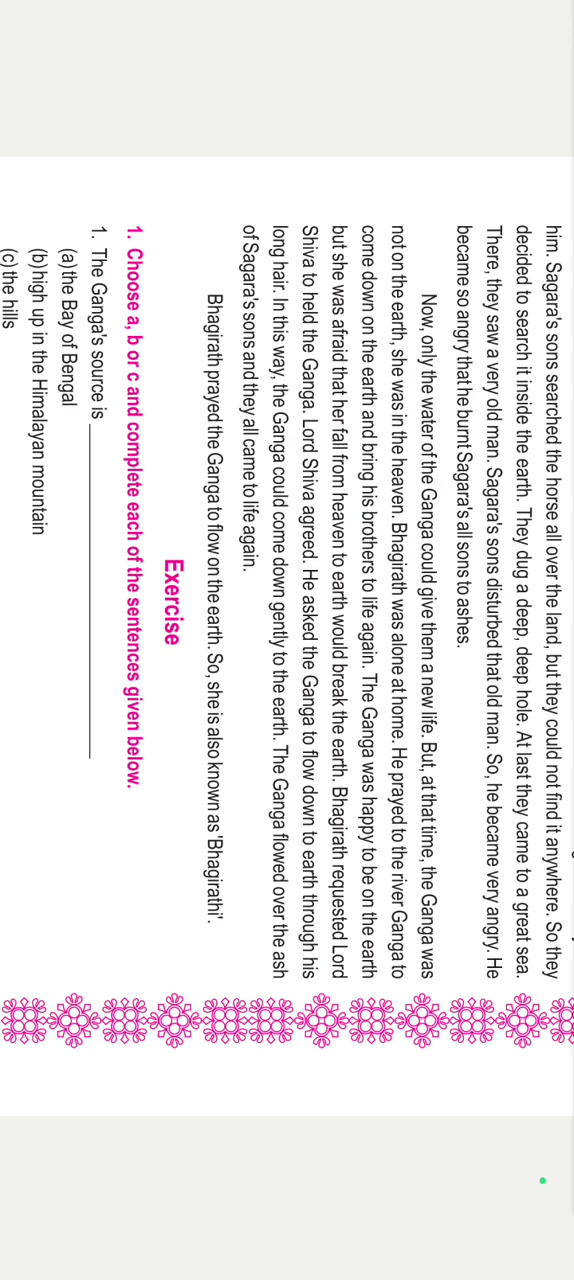 him. Sagara's sons searched the horse all over the land, but they could not find it anywhere. So they
decided to search it inside the earth. They dug a deep, deep hole. At last they came to a great sea.
There, they saw a very old man. Sagara's sons disturbed that old man. So, he became very angry. He
became so angry that he burnt Sagara's all sons to ashes.
Now, only the water of the Ganga could give them a new life. But, at that time, the Ganga was
not on the earth, she was in the heaven. Bhagirath was alone at home. He prayed to the river Ganga to
come down on the earth and bring his brothers to life again. The Ganga was happy to be on the earth
but she was afraid that her fall from heaven to earth would break the earth. Bhagirath requested Lord
Shiva to held the Ganga. Lord Shiva agreed. He asked the Ganga to flow down to earth through his
long hair. In this way, the Ganga could come down gently to the earth. The Ganga flowed over the ash
of Sagara's sons and they all came to life again.
Bhagirath prayed the Ganga to flow on the earth. So, she is also known as 'Bhagirathi'.
Exercise
1. Choose a, b or c and complete each of the sentences given below.
1. The Ganga's source is ____________________
(a) the Bay of Bengal
(b) high up in the Himalayan mountain
(c) the hills